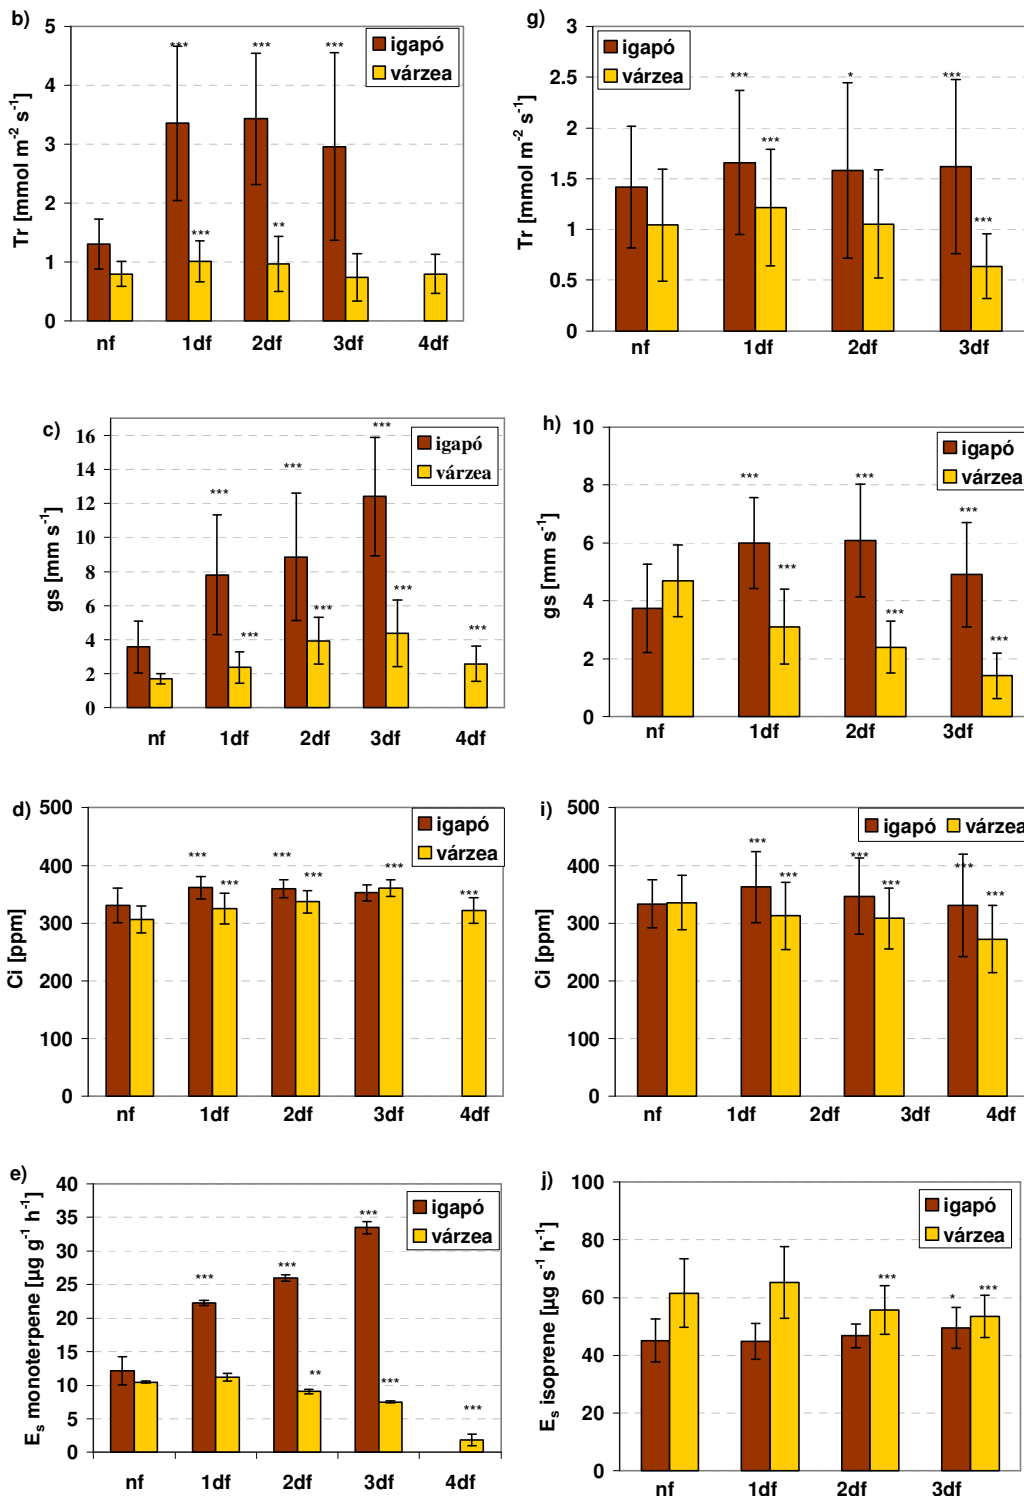 b)
5
4
3
2
1
0
Tr [mmol m⁻² s⁻¹]
igapó
várzea
*** *** ***
*** **
nf 1df 2df 3df 4df
g)
3
2.5
2
1.5
1
0.5
0
Tr [mmol m⁻² s⁻¹]
igapó
várzea
*** * ***
*** ***
nf 1df 2df 3df
c)
16
14
12
10
8
6
4
2
0
gs [mm s⁻¹]
igapó
várzea
*** *** ***
*** *** *** ***
nf 1df 2df 3df 4df
h)
10
8
6
4
2
0
gs [mm s⁻¹]
igapó
várzea
*** *** ***
*** *** ***
nf 1df 2df 3df
d)
500
400
300
200
100
0
Ci [ppm]
igapó
várzea
*** ***
*** *** *** ***
nf 1df 2df 3df 4df
i)
500
400
300
200
100
0
Ci [ppm]
igapó várzea
*** *** ***
*** *** ***
nf 1df 2df 3df 4df
e)
40
35
30
25
20
15
10
5
0
Eₛ monoterpene [µg g⁻¹ h⁻¹]
igapó
várzea
*** *** ***
** *** ***
nf 1df 2df 3df 4df
j)
100
80
60
40
20
0
Eₛ isoprene [µg s⁻¹ h⁻¹]
igapó
várzea
*** * ***
nf 1df 2df 3df